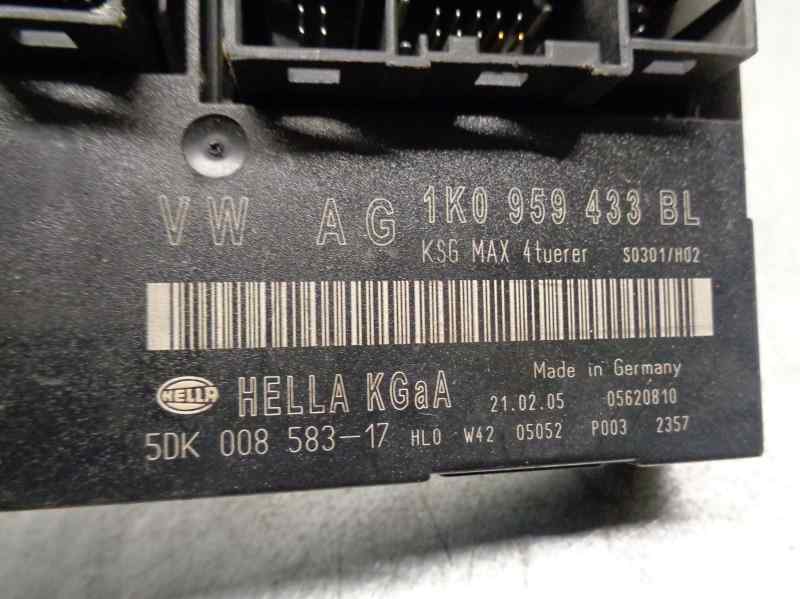 VW AG 1K0 959 433 BL
KSG MAX 4tuerer S0301/H02
HELLA HELLA KGaA Made in Germany
21.02.05 05620810
5DK 008 583-17 HL0 W42 05052 P003 2357